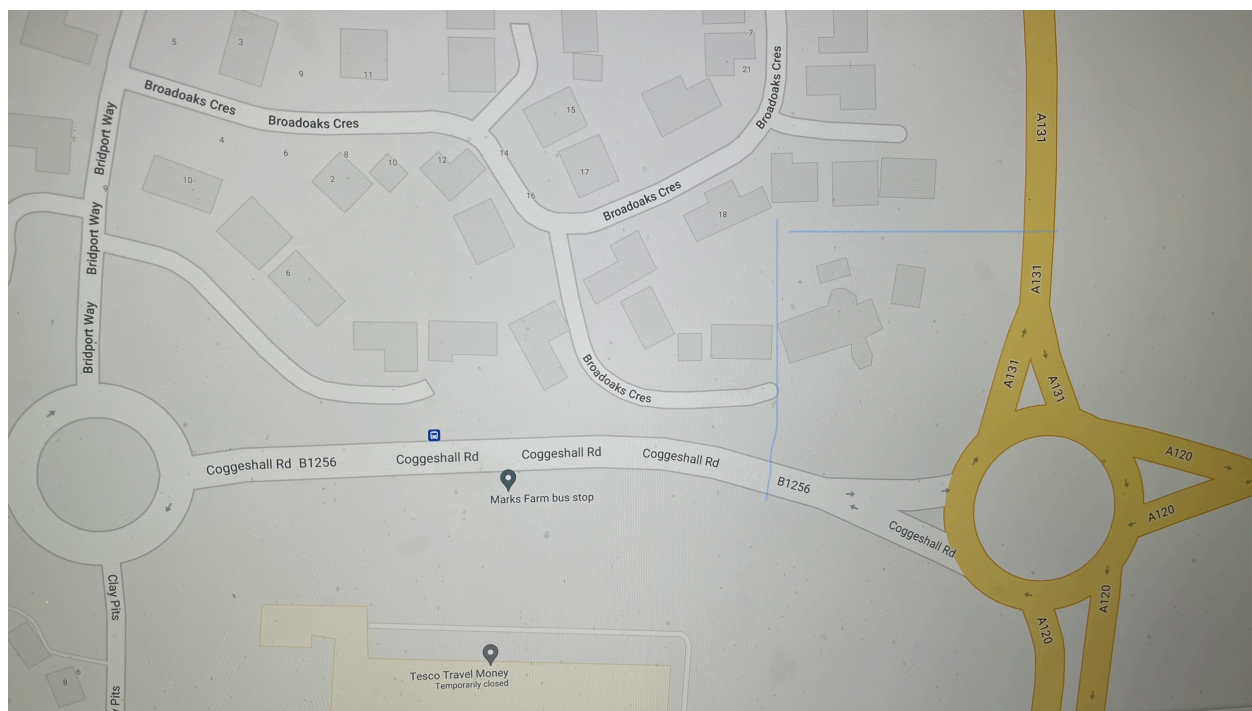 5
3
9
11
7
21
Broadoaks Cres
Broadoaks Cres
Broadoaks Cres
15
A131
Bridport Way
4
6
8
10
12
14
17
10
2
16
Broadoaks Cres
18
9
Bridport Way
6
A131
Bridport Way
Broadoaks Cres
A131
A131
Coggeshall Rd B1256
Coggeshall Rd
Coggeshall Rd
Coggeshall Rd
B1256
A120
Marks Farm bus stop
A120
Coggeshall Rd
Clay Pits
A120
A120
Tesco Travel Money
Temporarily closed
6
8
Pits